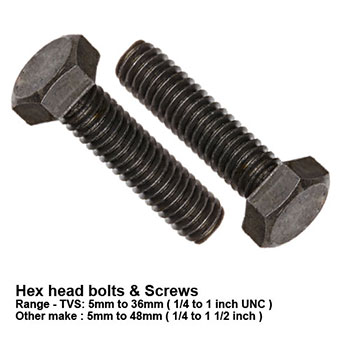 Hex head bolts & Screws
Range - TVS: 5mm to 36mm ( 1/4 to 1 inch UNC )
Other make : 5mm to 48mm ( 1/4 to 1 1/2 inch )